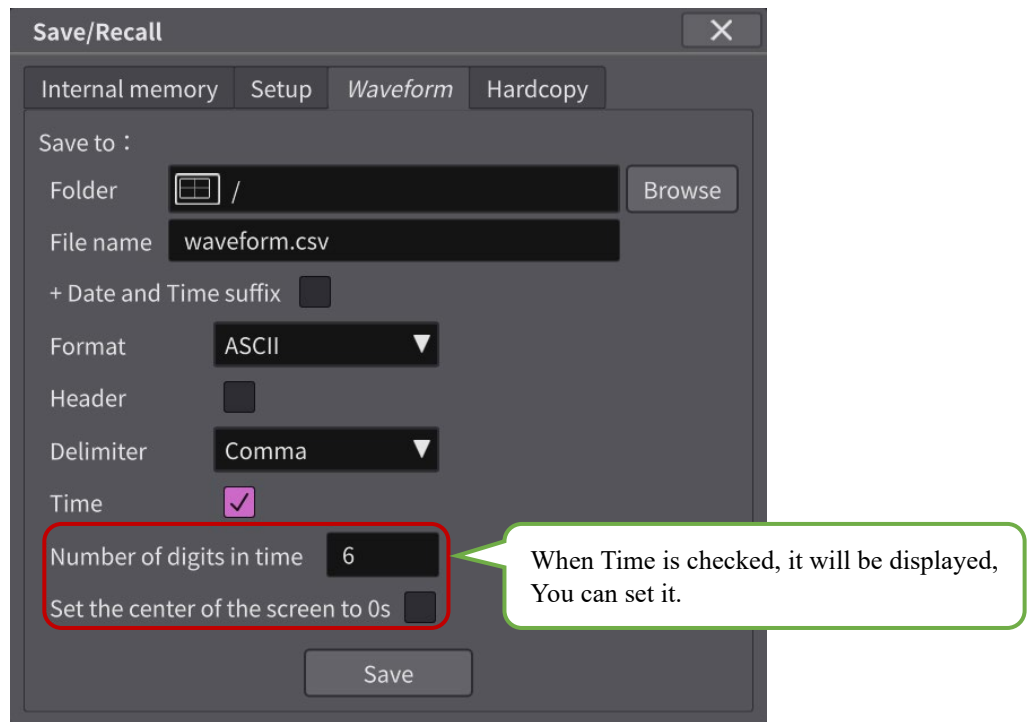 Save/Recall
Internal memory Setup Waveform Hardcopy
Save to :
Folder / Browse
File name waveform.csv
+ Date and Time suffix
Format ASCII ▼
Header
Delimiter Comma ▼
Time
Number of digits in time 6
When Time is checked, it will be displayed,
You can set it.
Set the center of the screen to 0s
Save